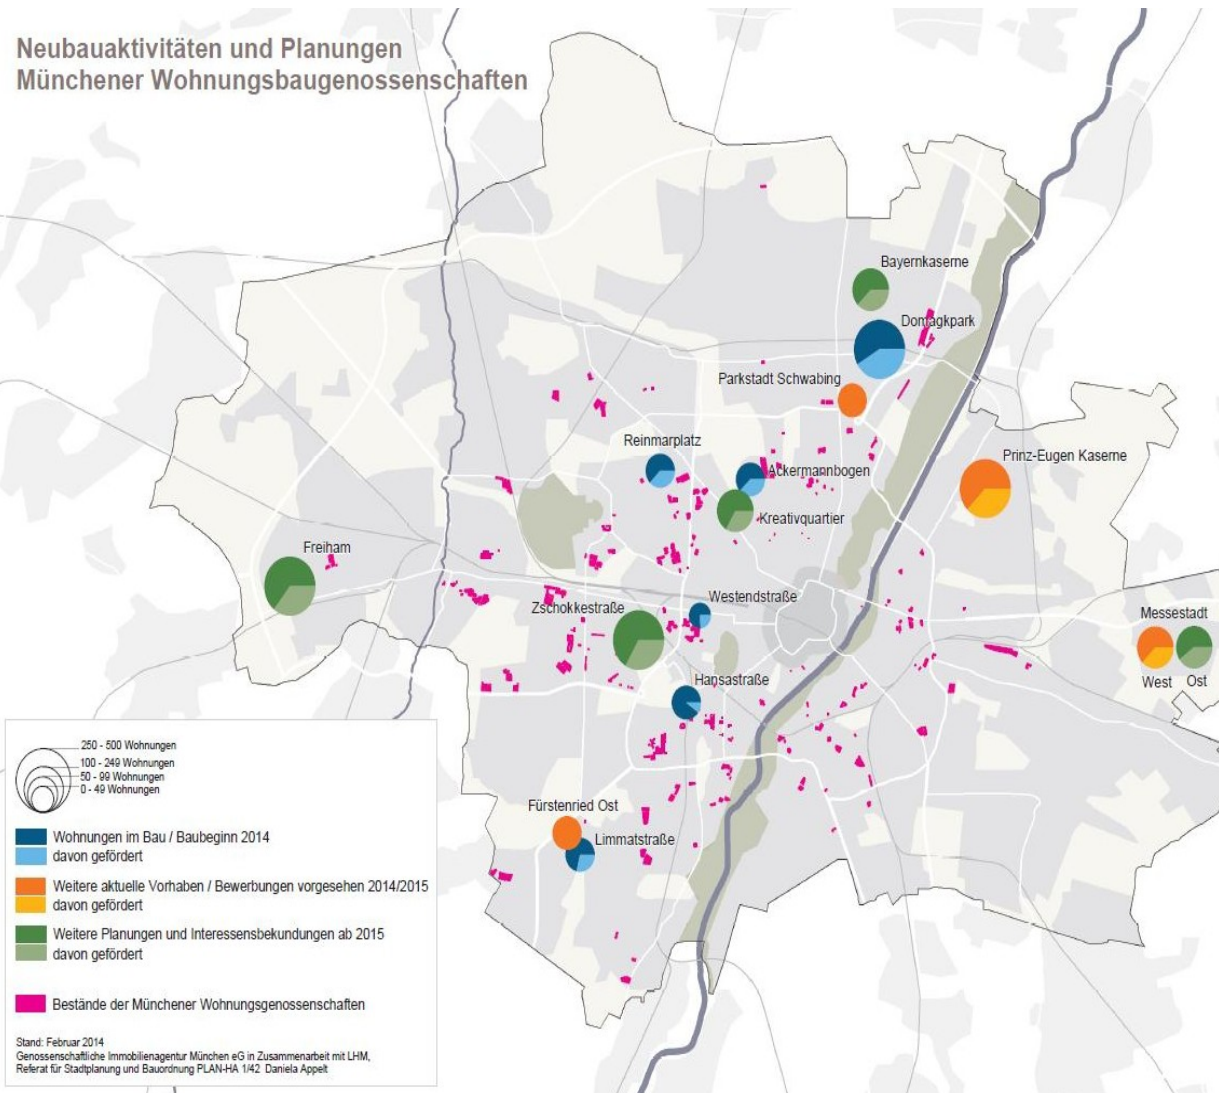 Neubauaktivitäten und Planungen
Münchener Wohnungsbaugenossenschaften
Bayernkaserne
Domagkpark
Parkstadt Schwabing
Reinmarplatz
Prinz-Eugen Kaserne
Ackermannbogen
Kreativquartier
Freiham
Westendstraße
Zschokkestraße
Messestadt
West
Ost
Hansastraße
Fürstenried Ost
Limmatstraße
250 - 500 Wohnungen
100 - 249 Wohnungen
50 - 99 Wohnungen
0 - 49 Wohnungen
Wohnungen im Bau / Baubeginn 2014
davon gefördert
Weitere aktuelle Vorhaben / Bewerbungen vorgesehen 2014/2015
davon gefördert
Weitere Planungen und Interessensbekundungen ab 2015
davon gefördert
Bestände der Münchener Wohnungsgenossenschaften
Stand: Februar 2014
Genossenschaftliche Immobilienagentur München eG in Zusammenarbeit mit LHM,
Referat für Stadtplanung und Bauordnung PLAN-HA 1/42 Daniela Appelt